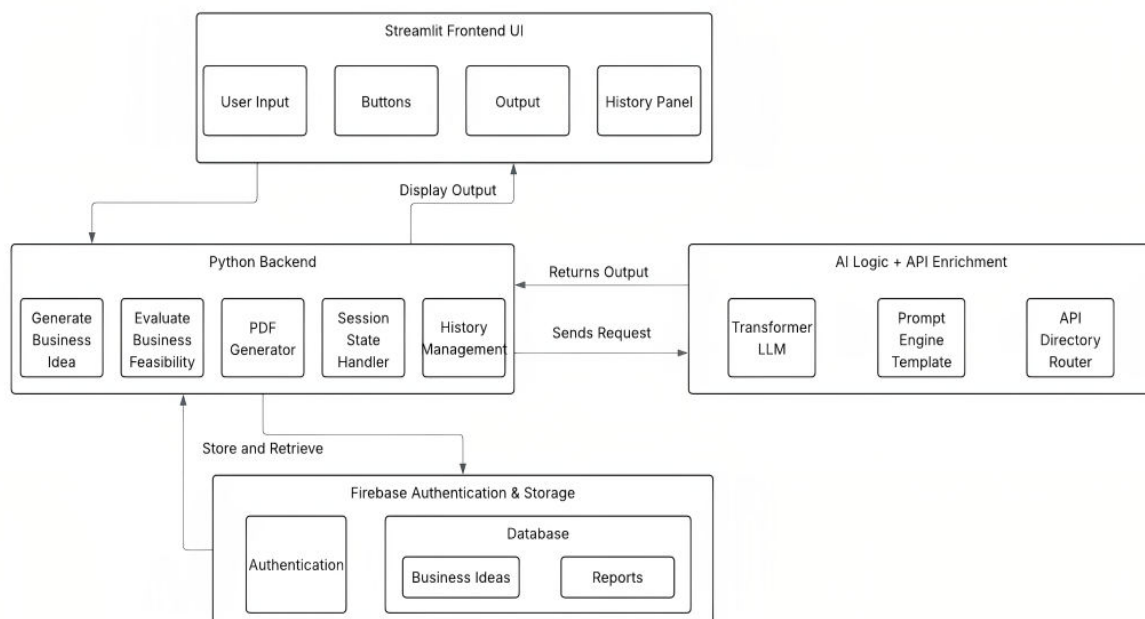 Streamlit Frontend UI
User Input
Buttons
Output
History Panel
Display Output
Python Backend
Generate
Business
Idea
Evaluate
Business
Feasibility
PDF
Generator
Session
State
Handler
History
Management
Returns Output
Sends Request
AI Logic + API Enrichment
Transformer
LLM
Prompt
Engine
Template
API
Directory
Router
Store and Retrieve
Firebase Authentication & Storage
Authentication
Database
Business Ideas
Reports